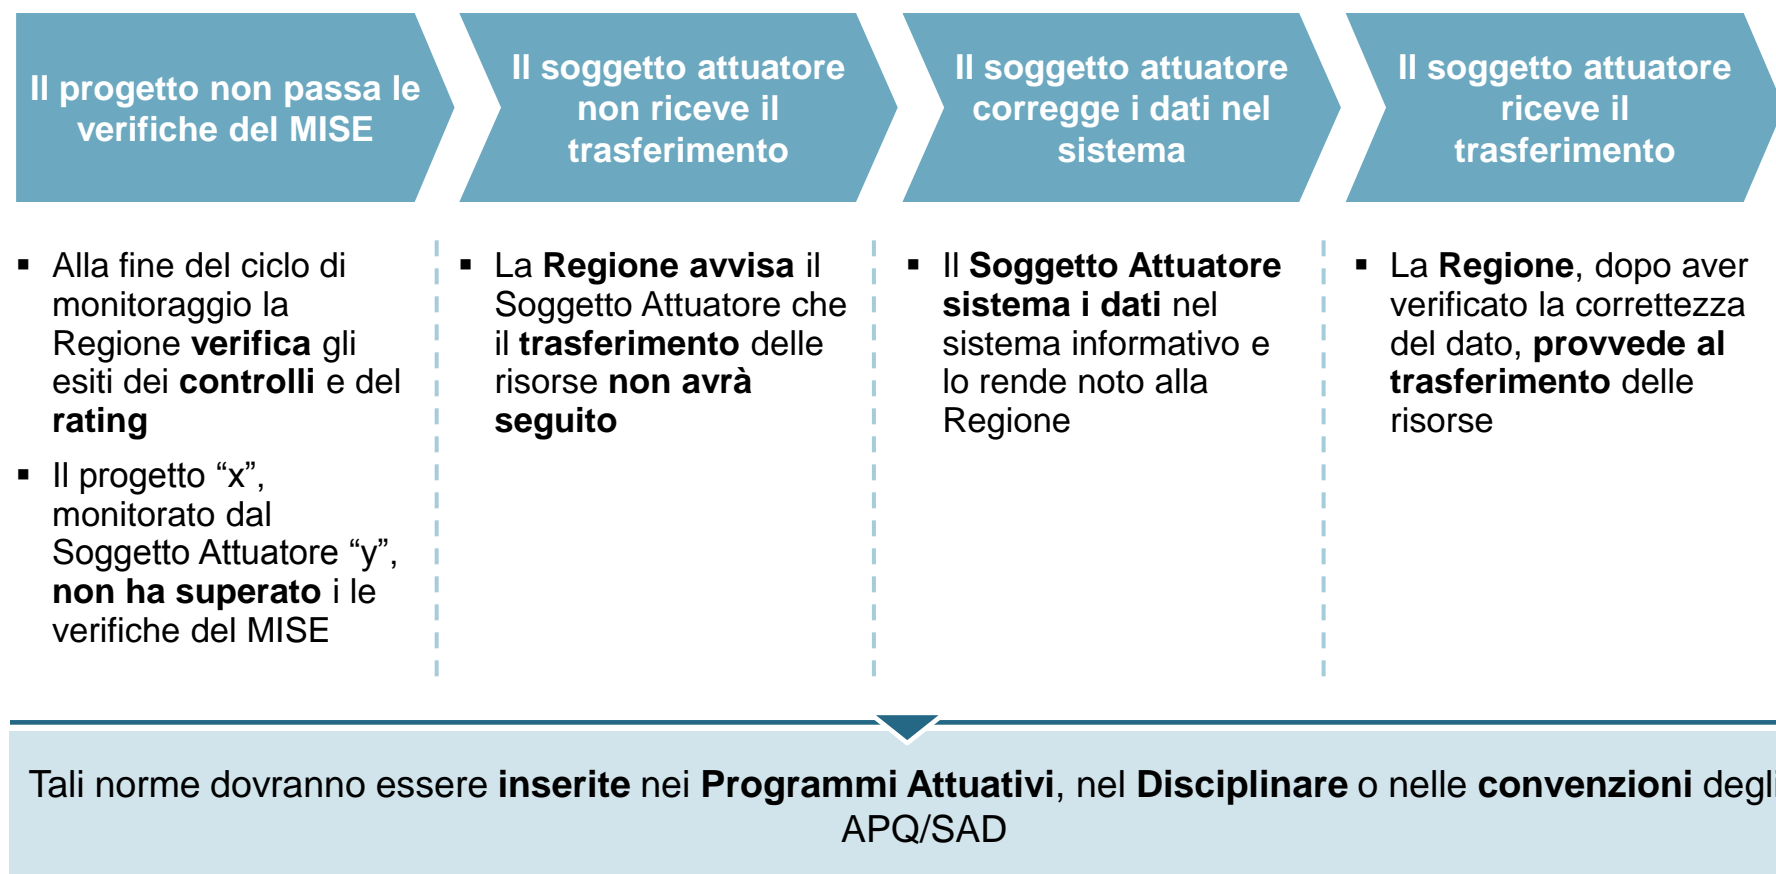 Il progetto non passa le
verifiche del MISE
Il soggetto attuatore
non riceve il
trasferimento
Il soggetto attuatore
corregge i dati nel
sistema
Il soggetto attuatore
riceve il
trasferimento
▪ Alla fine del ciclo di
monitoraggio la
Regione verifica gli
esiti dei controlli e del
rating
▪ Il progetto “x”,
monitorato dal
Soggetto Attuatore “y”,
non ha superato i le
verifiche del MISE
▪ La Regione avvisa il
Soggetto Attuatore che
il trasferimento delle
risorse non avrà
seguito
▪ Il Soggetto Attuatore
sistema i dati nel
sistema informativo e
lo rende noto alla
Regione
▪ La Regione, dopo aver
verificato la correttezza
del dato, provvede al
trasferimento delle
risorse
Tali norme dovranno essere inserite nei Programmi Attuativi, nel Disciplinare o nelle convenzioni degli
APQ/SAD